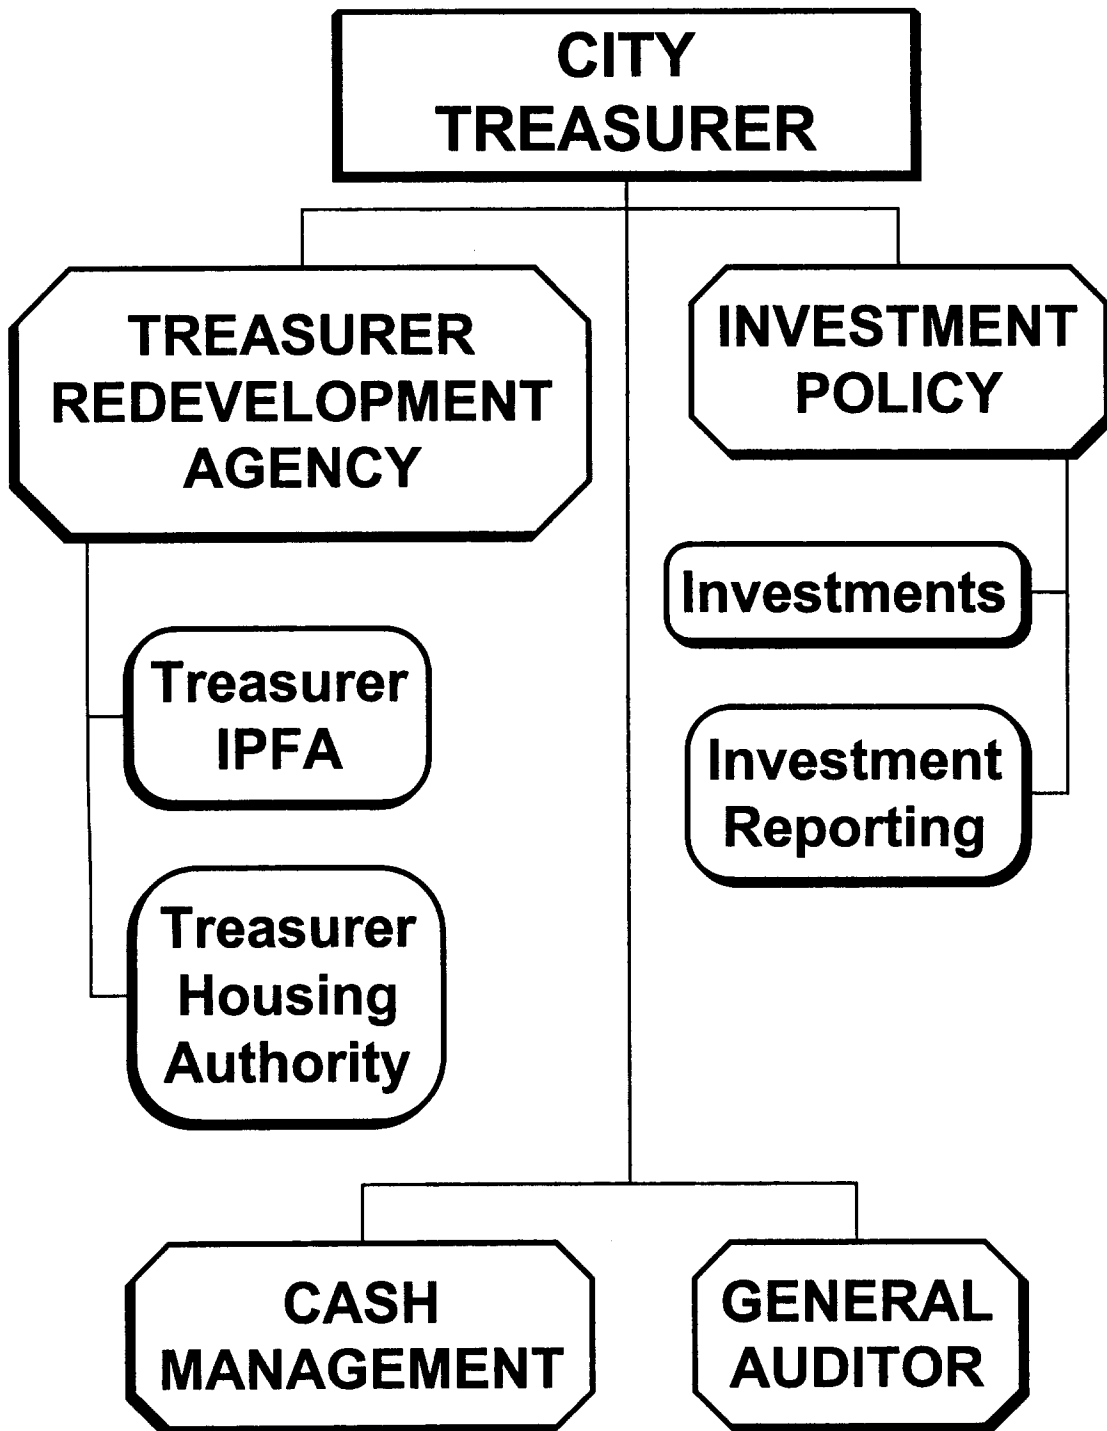 CITY
TREASURER
TREASURER
REDEVELOPMENT
AGENCY
INVESTMENT
POLICY
Investments
Treasurer
IPFA
Investment
Reporting
Treasurer
Housing
Authority
CASH
MANAGEMENT
GENERAL
AUDITOR